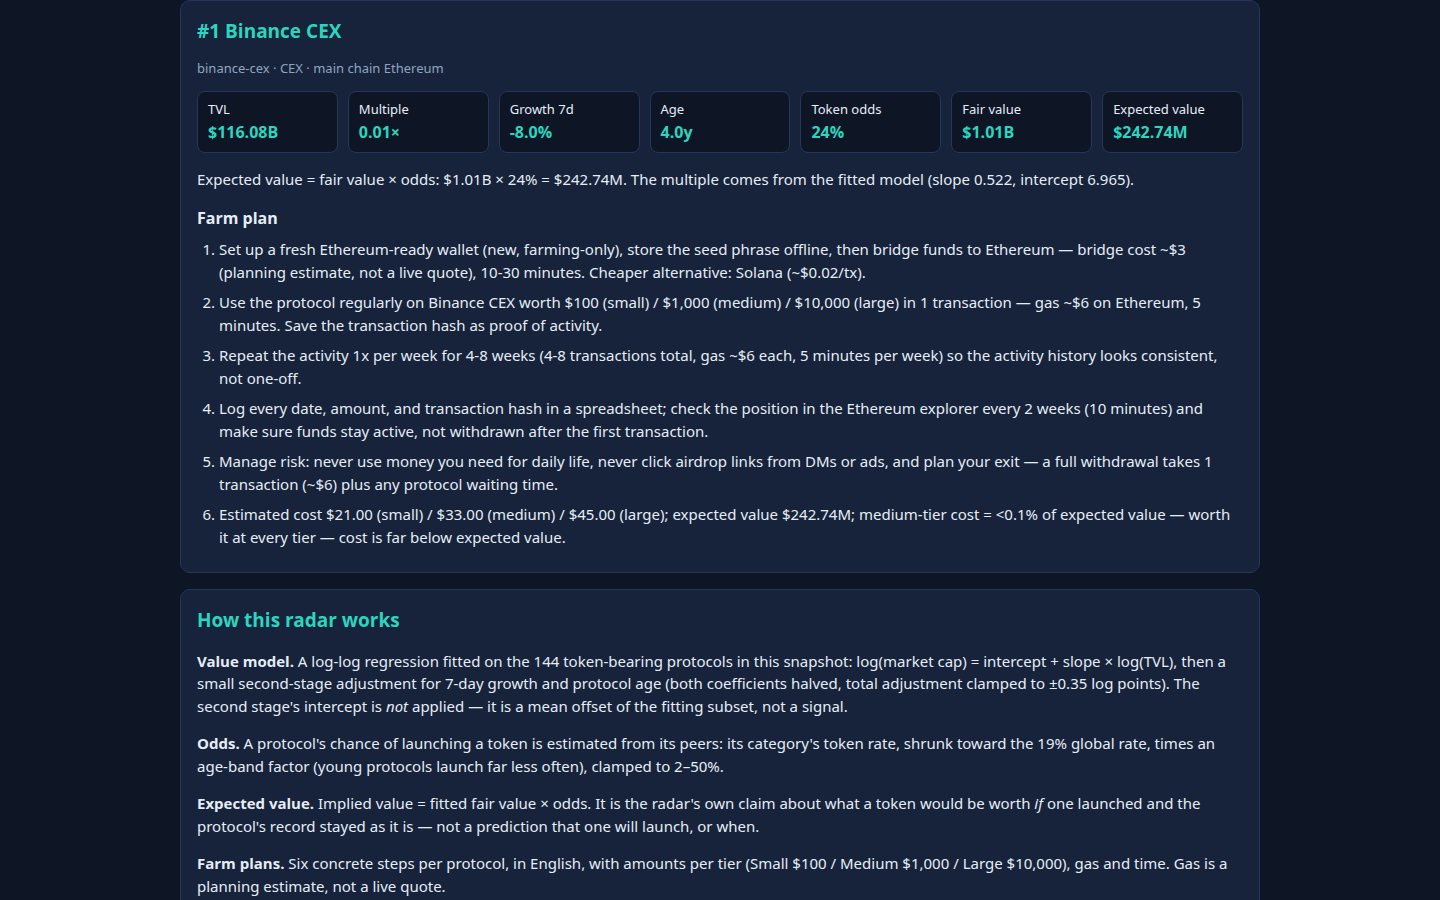 #1 Binance CEX
binance-cex · CEX · main chain Ethereum
TVL
$116.08B
Multiple
0.01×
Growth 7d
-8.0%
Age
4.0y
Token odds
24%
Fair value
$1.01B
Expected value
$242.74M
Expected value = fair value × odds: $1.01B × 24% = $242.74M. The multiple comes from the fitted model (slope 0.522, intercept 6.965).
Farm plan
1. Set up a fresh Ethereum-ready wallet (new, farming-only), store the seed phrase offline, then bridge funds to Ethereum — bridge cost ~$3
(planning estimate, not a live quote), 10-30 minutes. Cheaper alternative: Solana (~$0.02/tx).
2. Use the protocol regularly on Binance CEX worth $100 (small) / $1,000 (medium) / $10,000 (large) in 1 transaction — gas ~$6 on Ethereum, 5
minutes. Save the transaction hash as proof of activity.
3. Repeat the activity 1x per week for 4-8 weeks (4-8 transactions total, gas ~$6 each, 5 minutes per week) so the activity history looks consistent,
not one-off.
4. Log every date, amount, and transaction hash in a spreadsheet; check the position in the Ethereum explorer every 2 weeks (10 minutes) and
make sure funds stay active, not withdrawn after the first transaction.
5. Manage risk: never use money you need for daily life, never click airdrop links from DMs or ads, and plan your exit — a full withdrawal takes 1
transaction (~$6) plus any protocol waiting time.
6. Estimated cost $21.00 (small) / $33.00 (medium) / $45.00 (large); expected value $242.74M; medium-tier cost = <0.1% of expected value — worth
it at every tier — cost is far below expected value.
How this radar works
Value model. A log-log regression fitted on the 144 token-bearing protocols in this snapshot: log(market cap) = intercept + slope × log(TVL), then a
small second-stage adjustment for 7-day growth and protocol age (both coefficients halved, total adjustment clamped to ±0.35 log points). The
second stage's intercept is not applied — it is a mean offset of the fitting subset, not a signal.
Odds. A protocol's chance of launching a token is estimated from its peers: its category's token rate, shrunk toward the 19% global rate, times an
age-band factor (young protocols launch far less often), clamped to 2–50%.
Expected value. Implied value = fitted fair value × odds. It is the radar's own claim about what a token would be worth if one launched and the
protocol's record stayed as it is — not a prediction that one will launch, or when.
Farm plans. Six concrete steps per protocol, in English, with amounts per tier (Small $100 / Medium $1,000 / Large $10,000), gas and time. Gas is a
planning estimate, not a live quote.